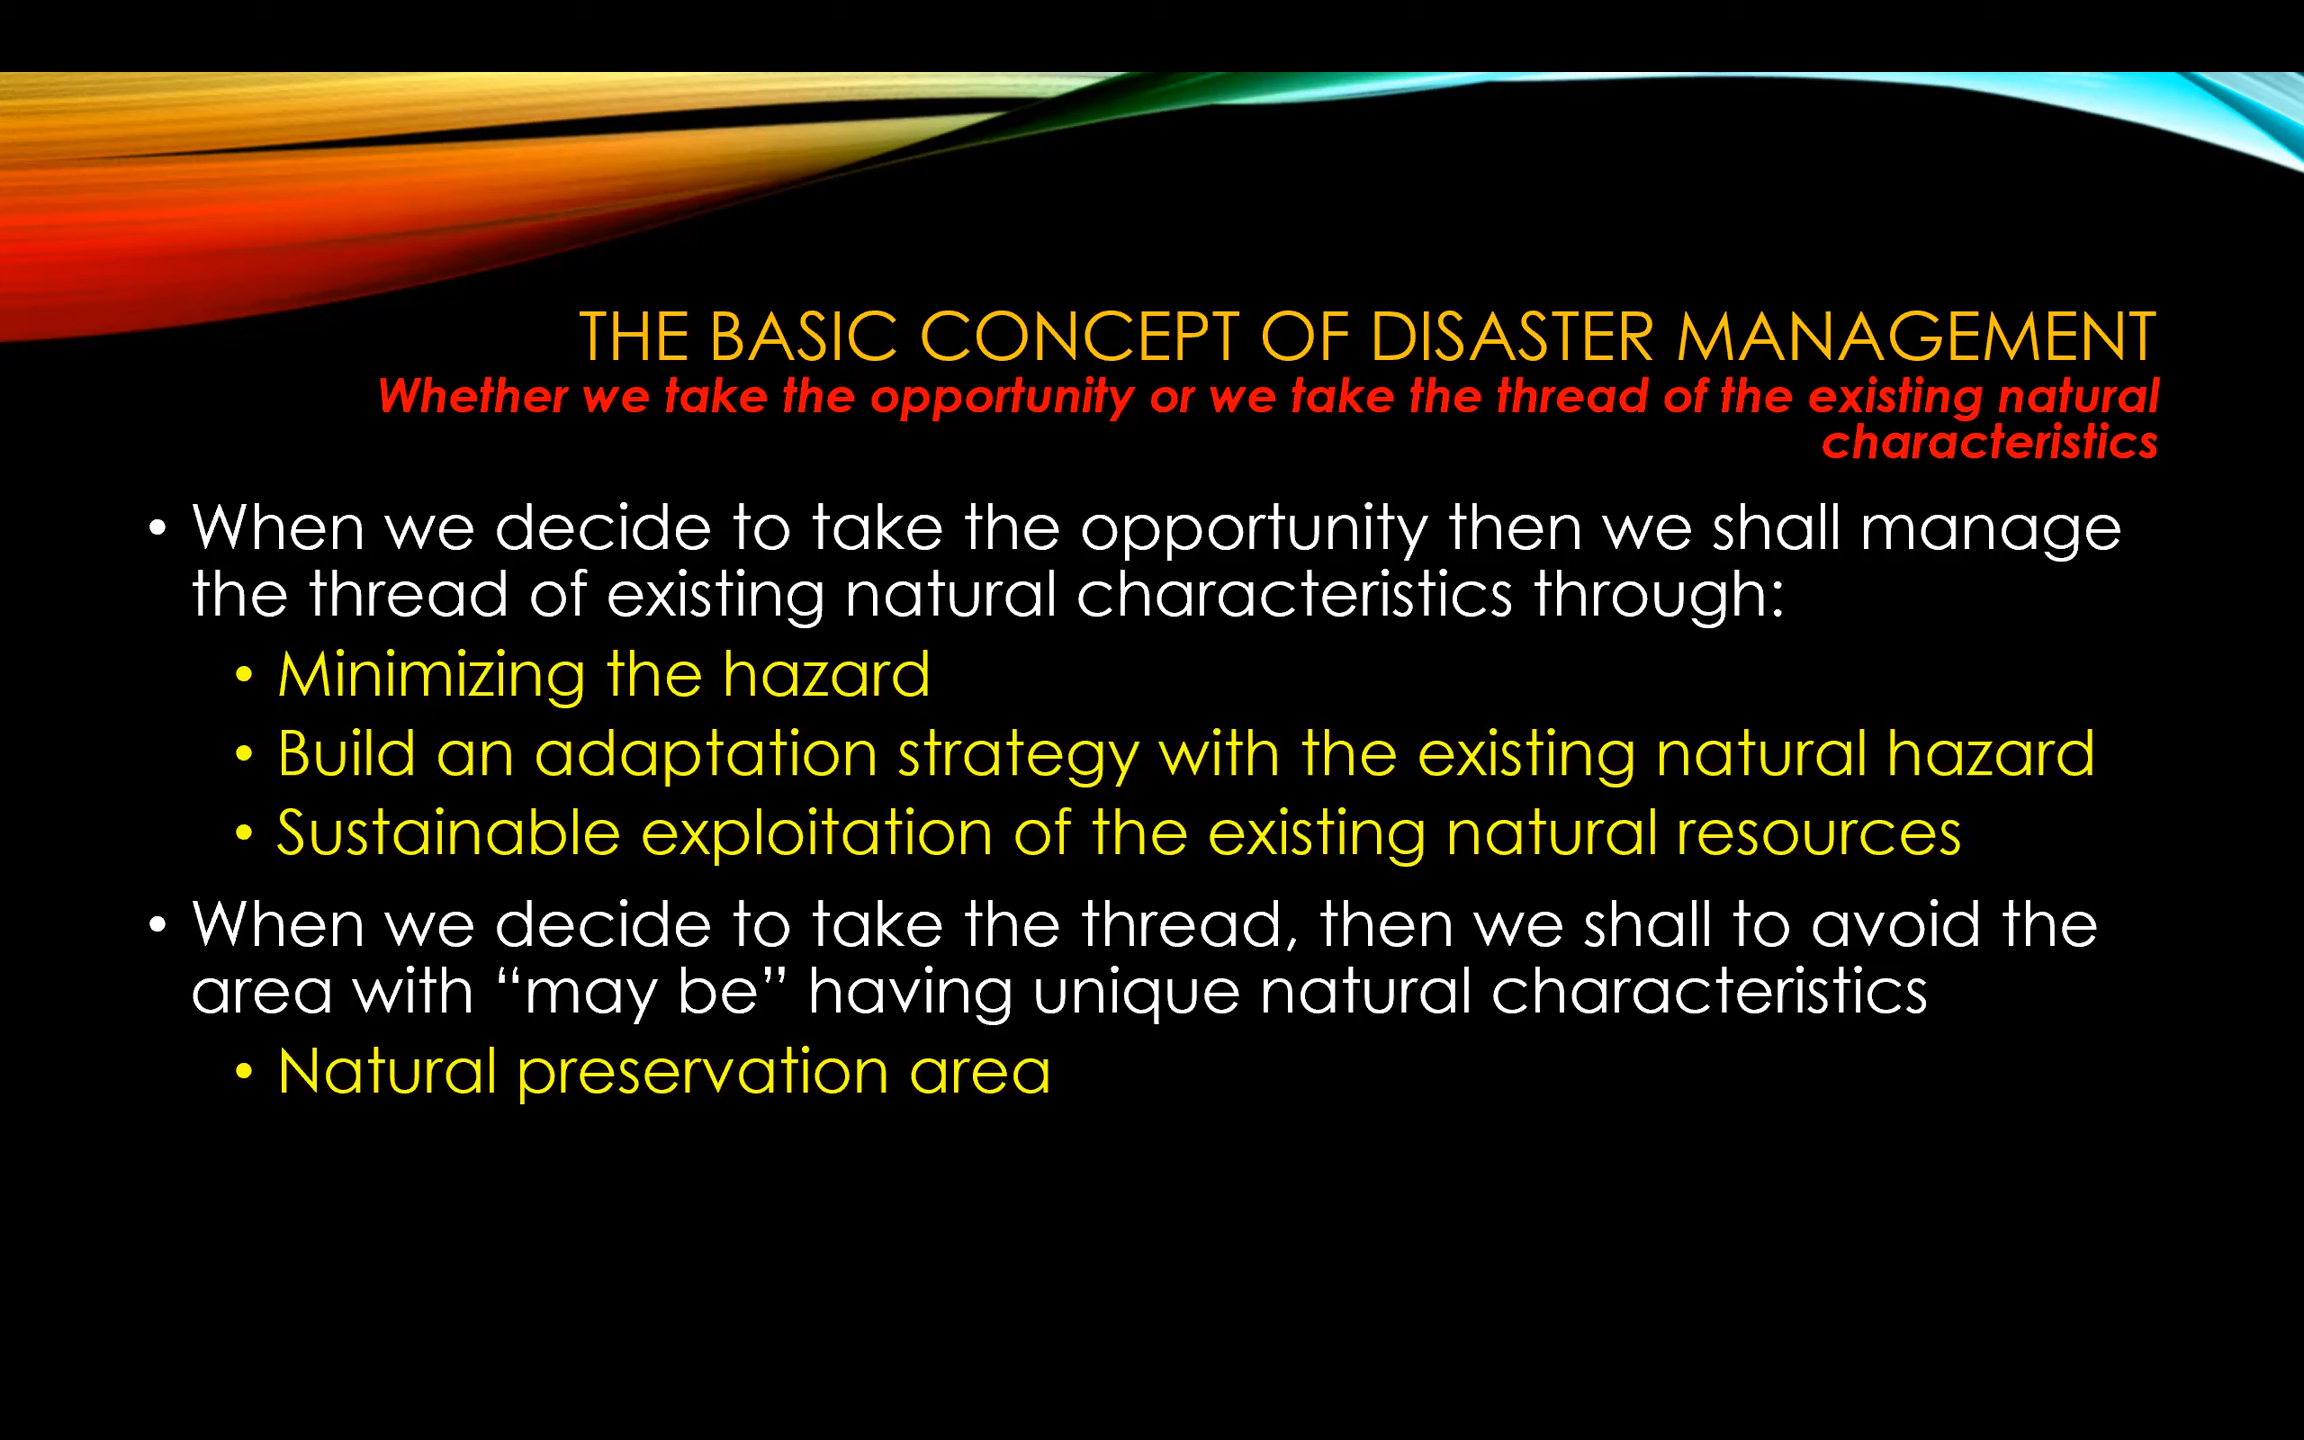 THE BASIC CONCEPT OF DISASTER MANAGEMENT
Whether we take the opportunity or we take the thread of the existing natural
characteristics
• When we decide to take the opportunity then we shall manage
the thread of existing natural characteristics through:
• Minimizing the hazard
• Build an adaptation strategy with the existing natural hazard
• Sustainable exploitation of the existing natural resources
• When we decide to take the thread, then we shall to avoid the
area with “may be” having unique natural characteristics
• Natural preservation area